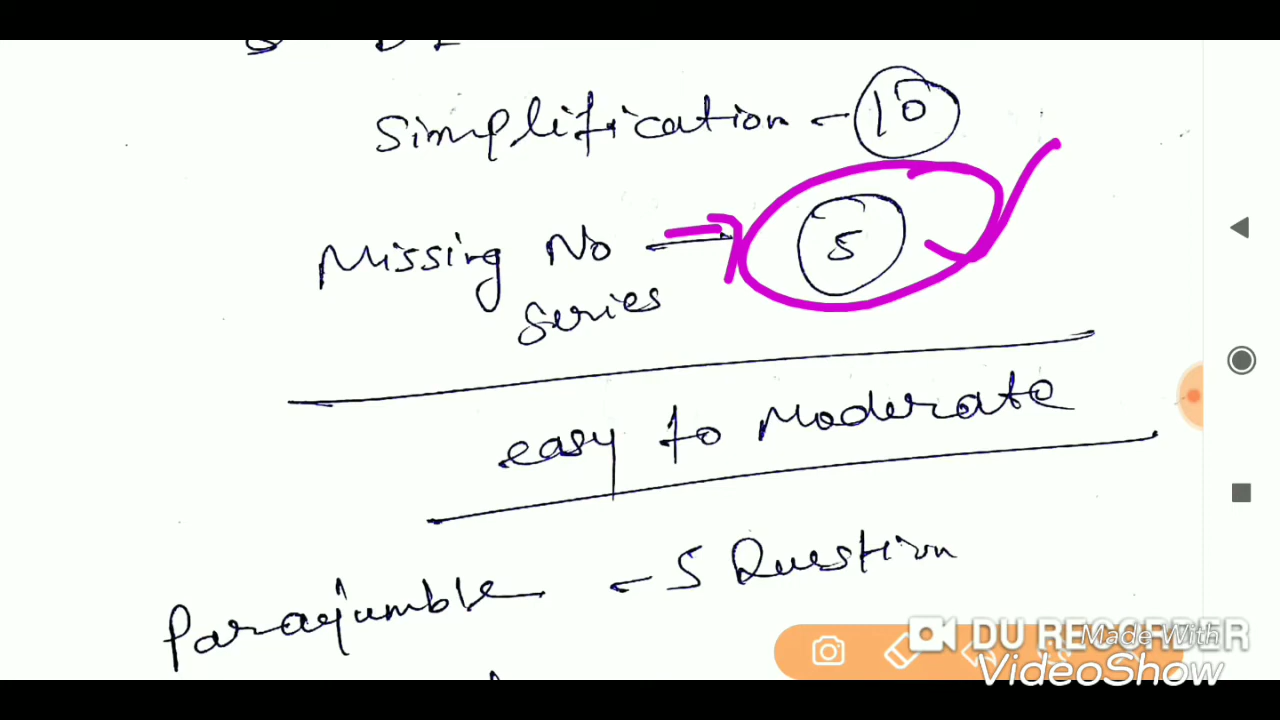 Simplification - 10
Missing No - 5
Series
easy to Moderate
Parajumble - 5 Question
DU RECORDER
Made With
VideoShow